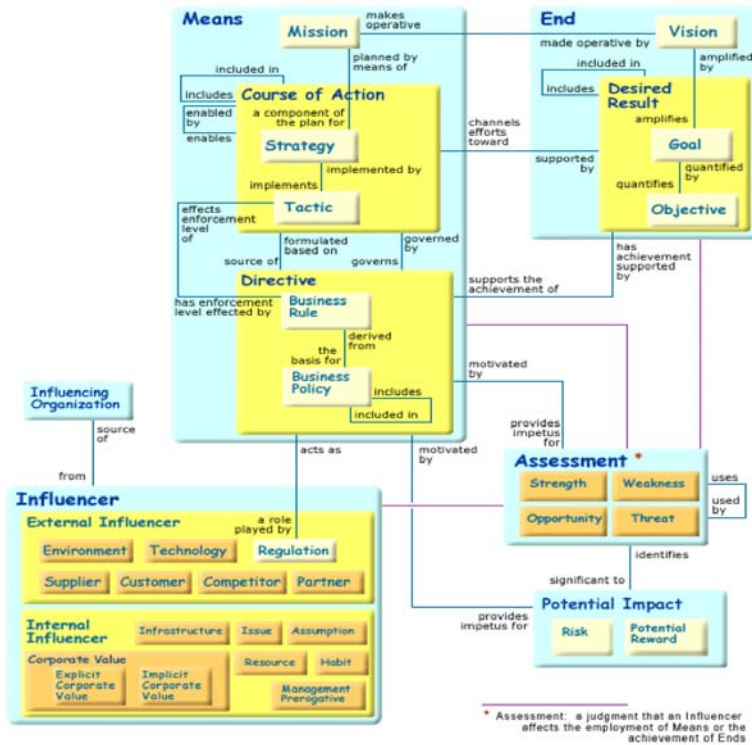 Means
Mission
makes
operative
End
Vision
made operative by
planned by
means of
amplified
by
included in
includes
enabled
by
enables
Course of Action
a component of
the plan for
Strategy
implemented by
implements
Tactic
channels
efforts
toward
supported
by
included in
includes
Desired
Result
amplifies
Goal
quantified
by
quantifies
Objective
effects
enforcement
level
of
source of
formulated
based on
governed
by
governs
Directive
has enforcement
level effected by
Business
Rule
derived
from
the
basis for
Business
Policy
includes
included in
supports the
achievement of
has
achievement
supported
by
motivated
by
provides
impetus
for
Influencing
Organization
source
of
from
acts as
motivated
by
Assessment *
Strength
Weakness
Opportunity
Threat
uses
used
by
identifies
significant to
Influencer
External Influencer
a role
played by
Environment
Technology
Regulation
Supplier
Customer
Competitor
Partner
provides
impetus for
Potential Impact
Risk
Potential
Reward
Internal
Influencer
Infrastructure
Issue
Assumption
Corporate Value
Explicit
Corporate
Value
Implicit
Corporate
Value
Resource
Habit
Management
Prerogative
* Assessment: a judgment that an Influencer
affects the employment of Means or the
achievement of Ends